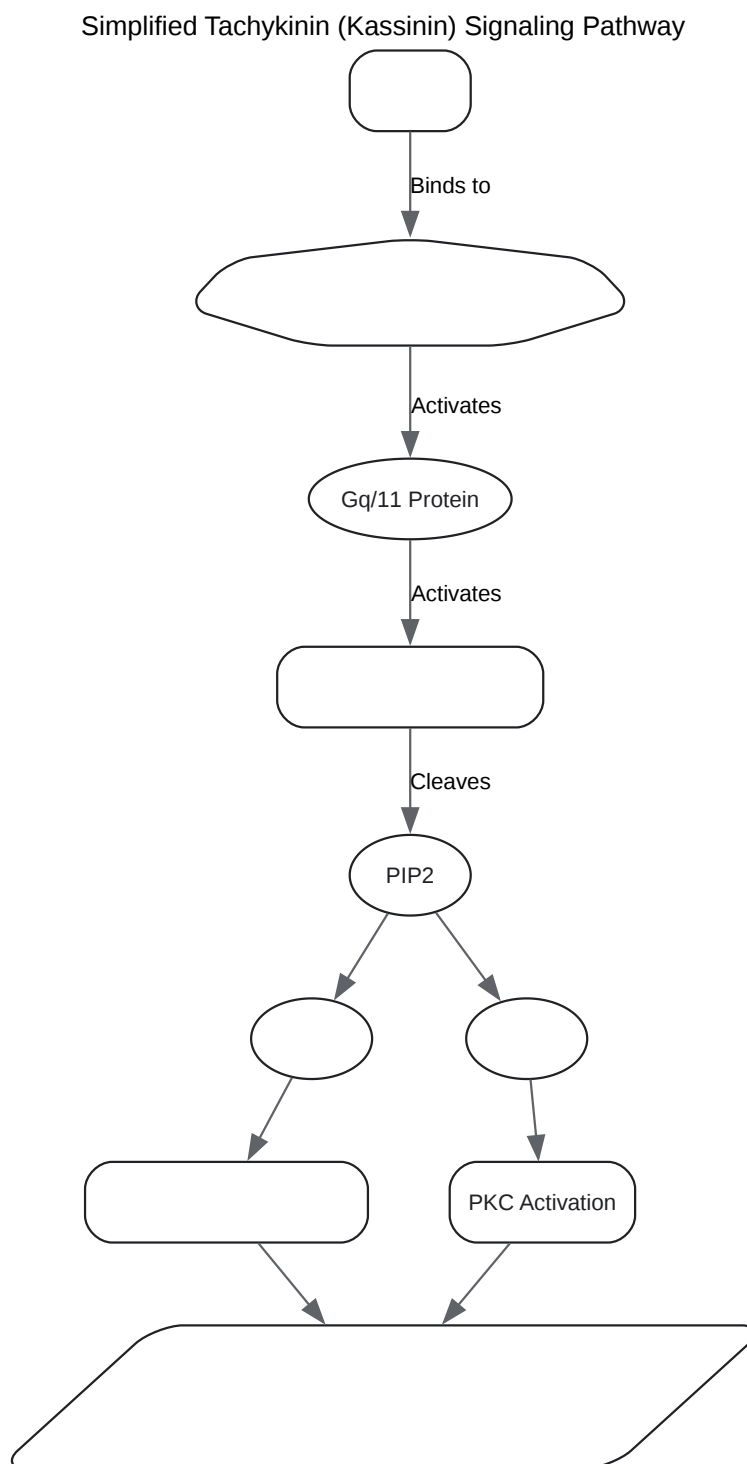 Simplified Tachykinin (Kassinin) Signaling Pathway
Binds to
Activates
Gq/11 Protein
Activates
Cleaves
PIP2
PKC Activation